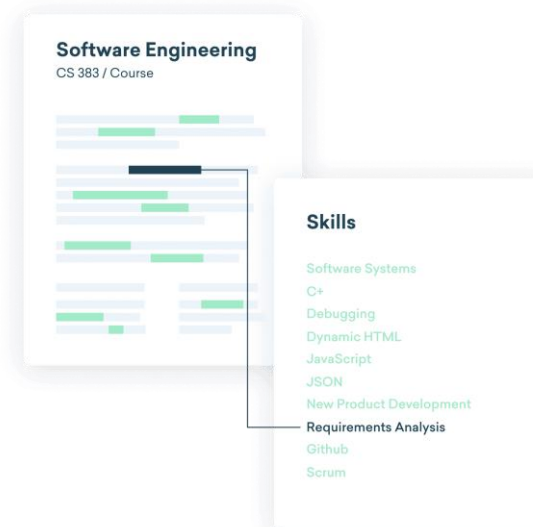 Software Engineering
CS 383 / Course
Skills
Software Systems
C+
Debugging
Dynamic HTML
JavaScript
JSON
New Product Development
Requirements Analysis
Github
Scrum